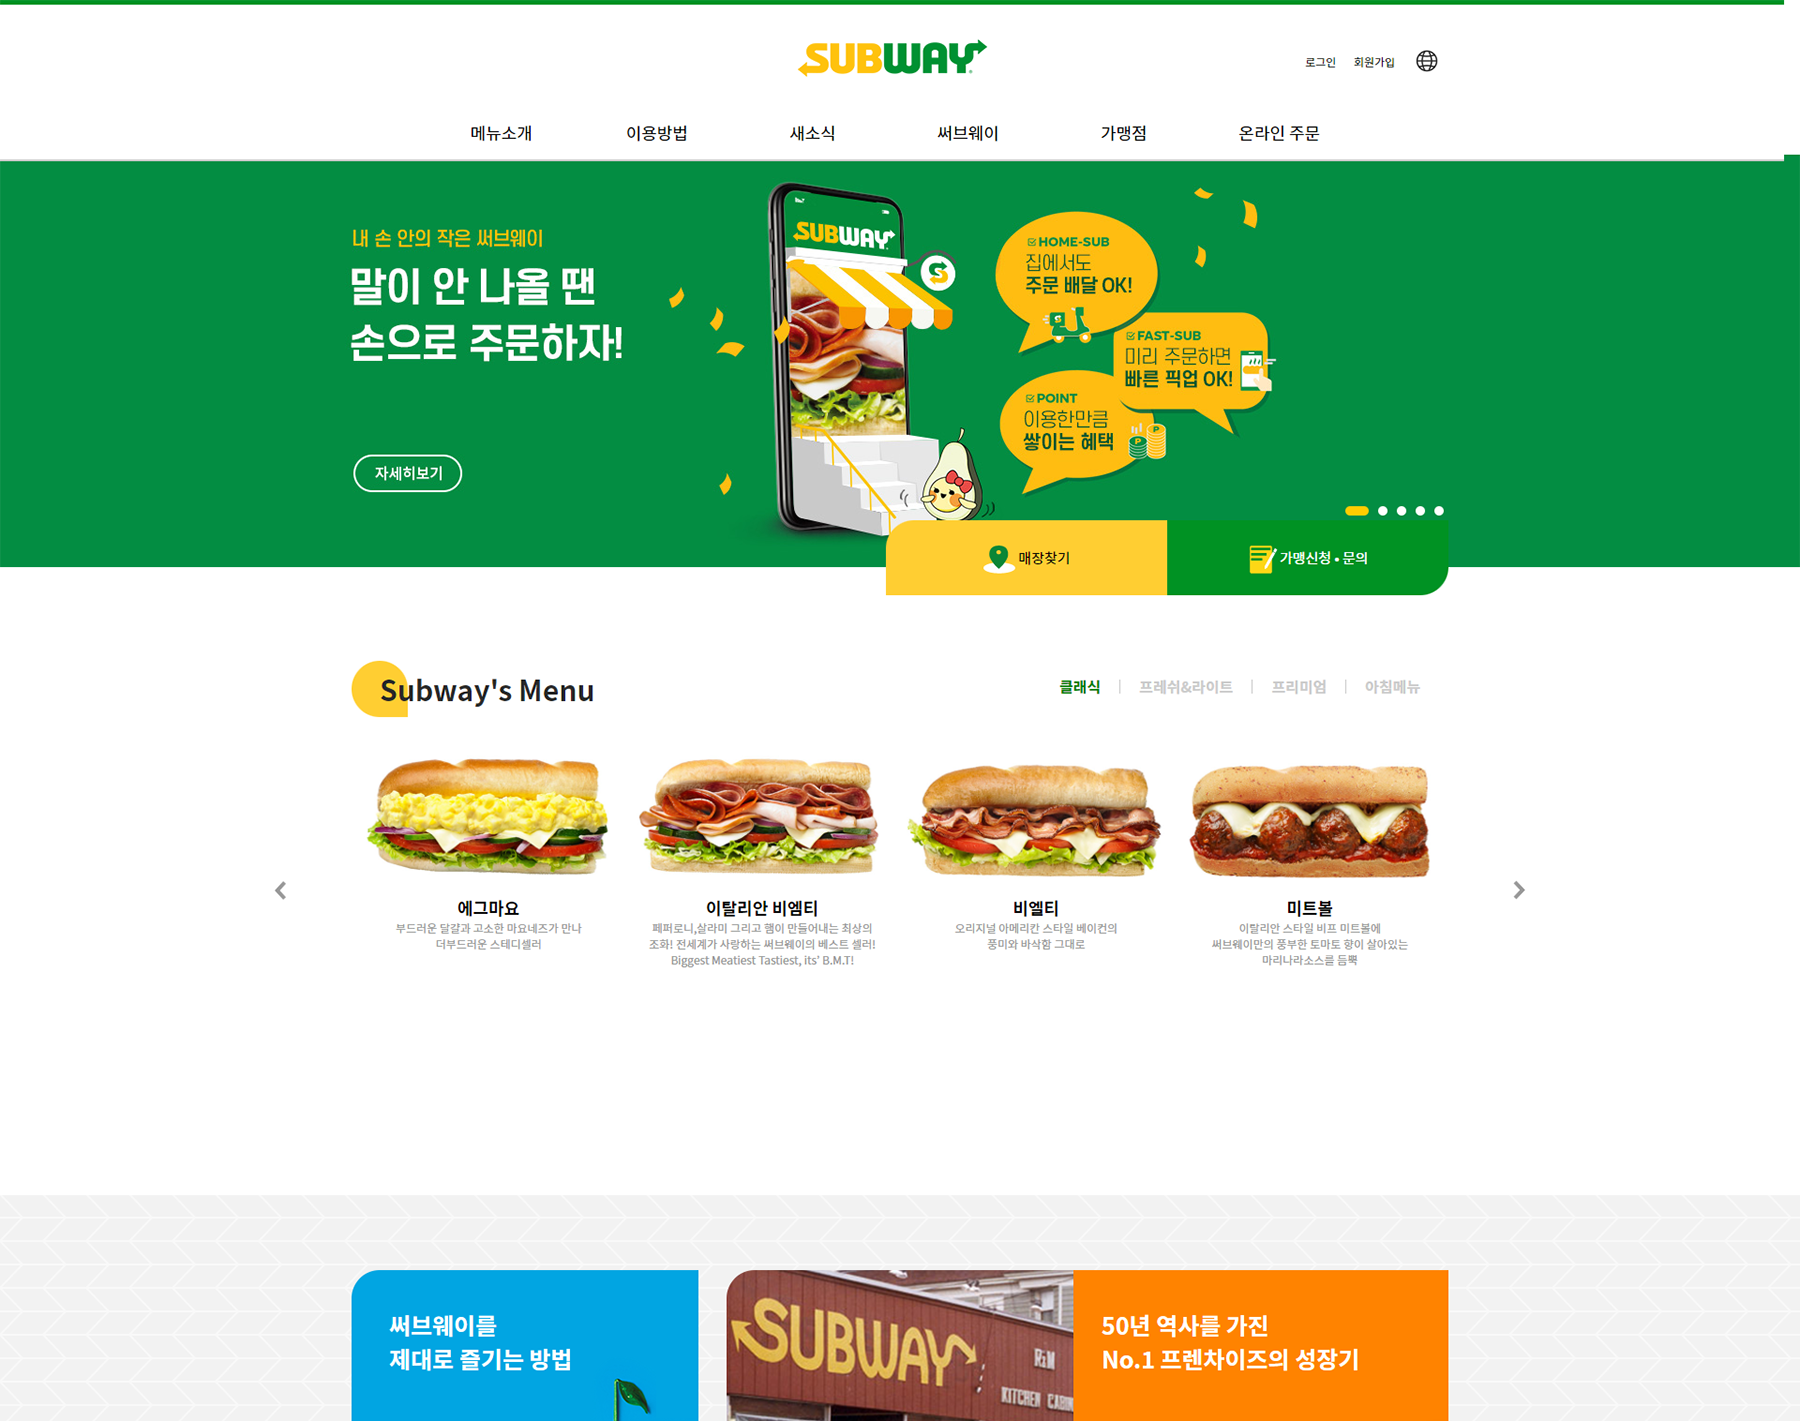 SUBWAY
로그인
회원가입
메뉴소개
이용방법
새소식
써브웨이
가맹점
온라인 주문
내 손 안의 작은 써브웨이
말이 안 나올 땐
손으로 주문하자!
자세히보기
SUBWAY
HOME-SUB
집에서도
주문 배달 OK!
FAST-SUB
미리 주문하면
빠른 픽업 OK!
POINT
이용한만큼
쌓이는 혜택
매장찾기
가맹신청 • 문의
Subway's Menu
클래식
프레쉬&라이트
프리미엄
아침메뉴
에그마요
부드러운 달걀과 고소한 마요네즈가 만나
더부드러운 스테디셀러
이탈리안 비엠티
페퍼로니,살라미 그리고 햄이 만들어내는 최상의
조화! 전세계가 사랑하는 써브웨이의 베스트 셀러!
Biggest Meatiest Tastiest, its' B.M.T!
비엘티
오리지널 아메리칸 스타일 베이컨의
풍미와 바삭함 그대로
미트볼
이탈리안 스타일 비프 미트볼에
써브웨이만의 풍부한 토마토 향이 살아있는
마리나라소스를 듬뿍
써브웨이를
제대로 즐기는 방법
SUBWAY
KITCHEN
50년 역사를 가진
No.1 프렌차이즈의 성장기